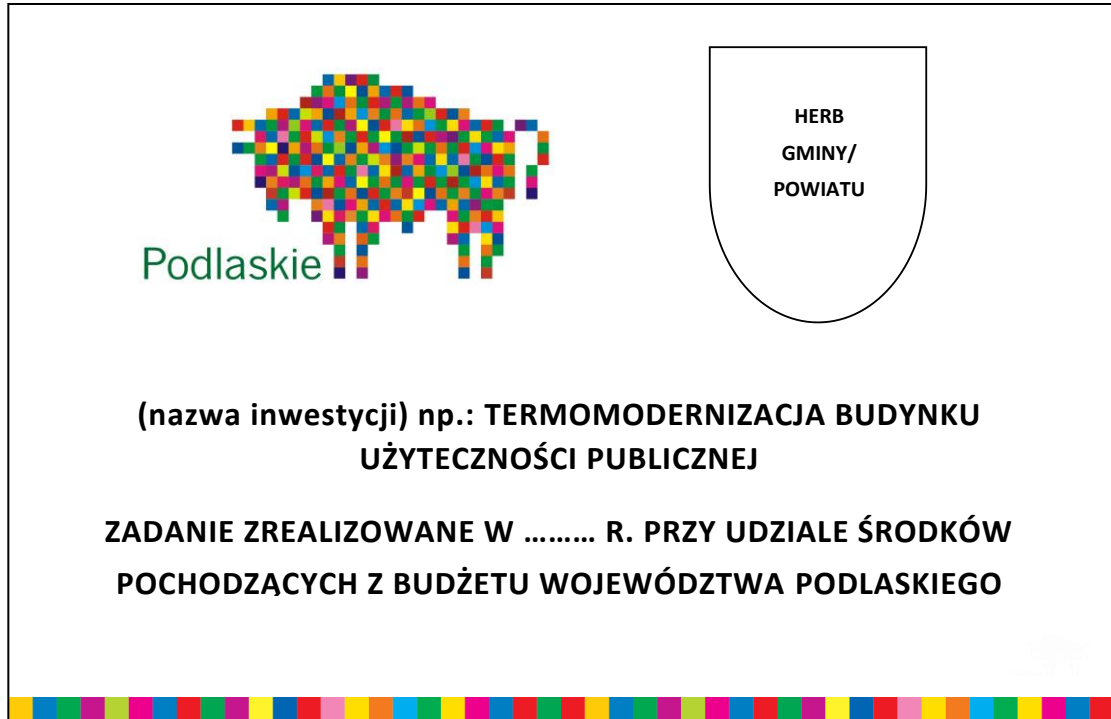 Podlaskie
HERB
GMINY/
POWIATU
(nazwa inwestycji) np.: TERMOMODERNIZACJA BUDYNKU
UŻYTECZNOŚCI PUBLICZNEJ
ZADANIE ZREALIZOWANE W ……… R. PRZY UDZIALE ŚRODKÓW
POCHODZĄCYCH Z BUDŻETU WOJEWÓDZTWA PODLASKIEGO